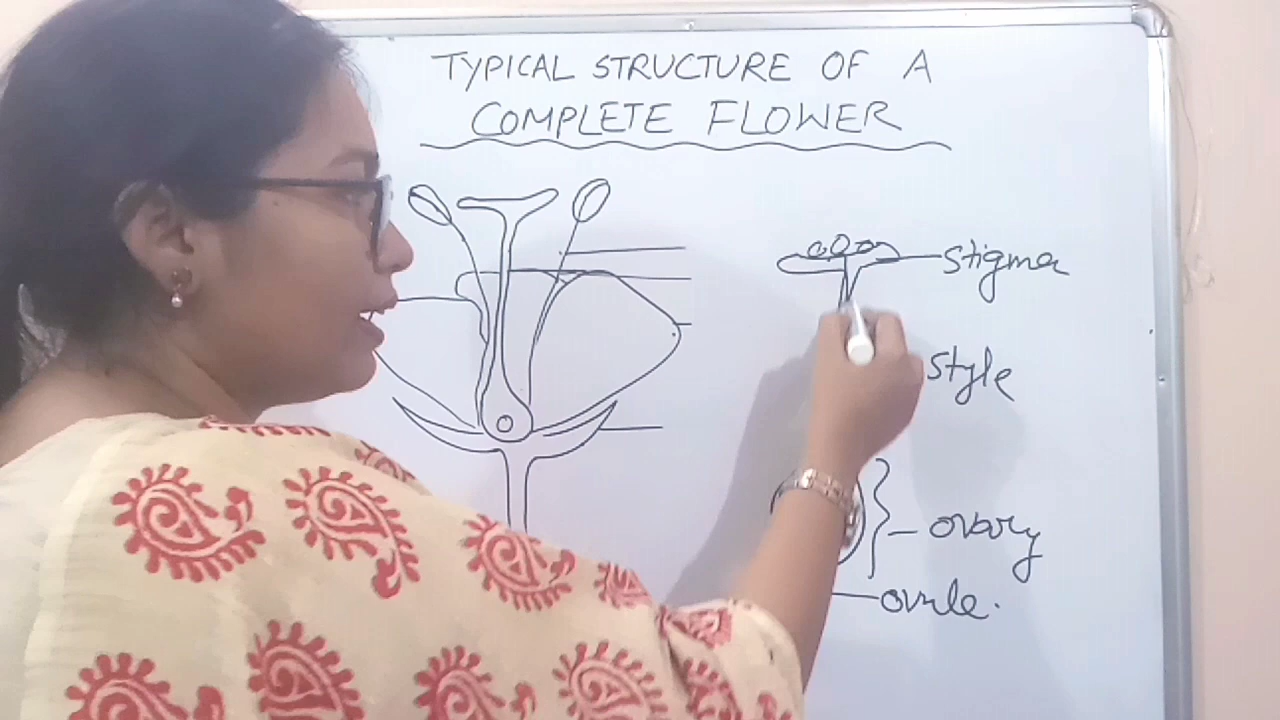 TYPICAL STRUCTURE OF A
COMPLETE FLOWER
Stigma
Style
ovary
ovule.